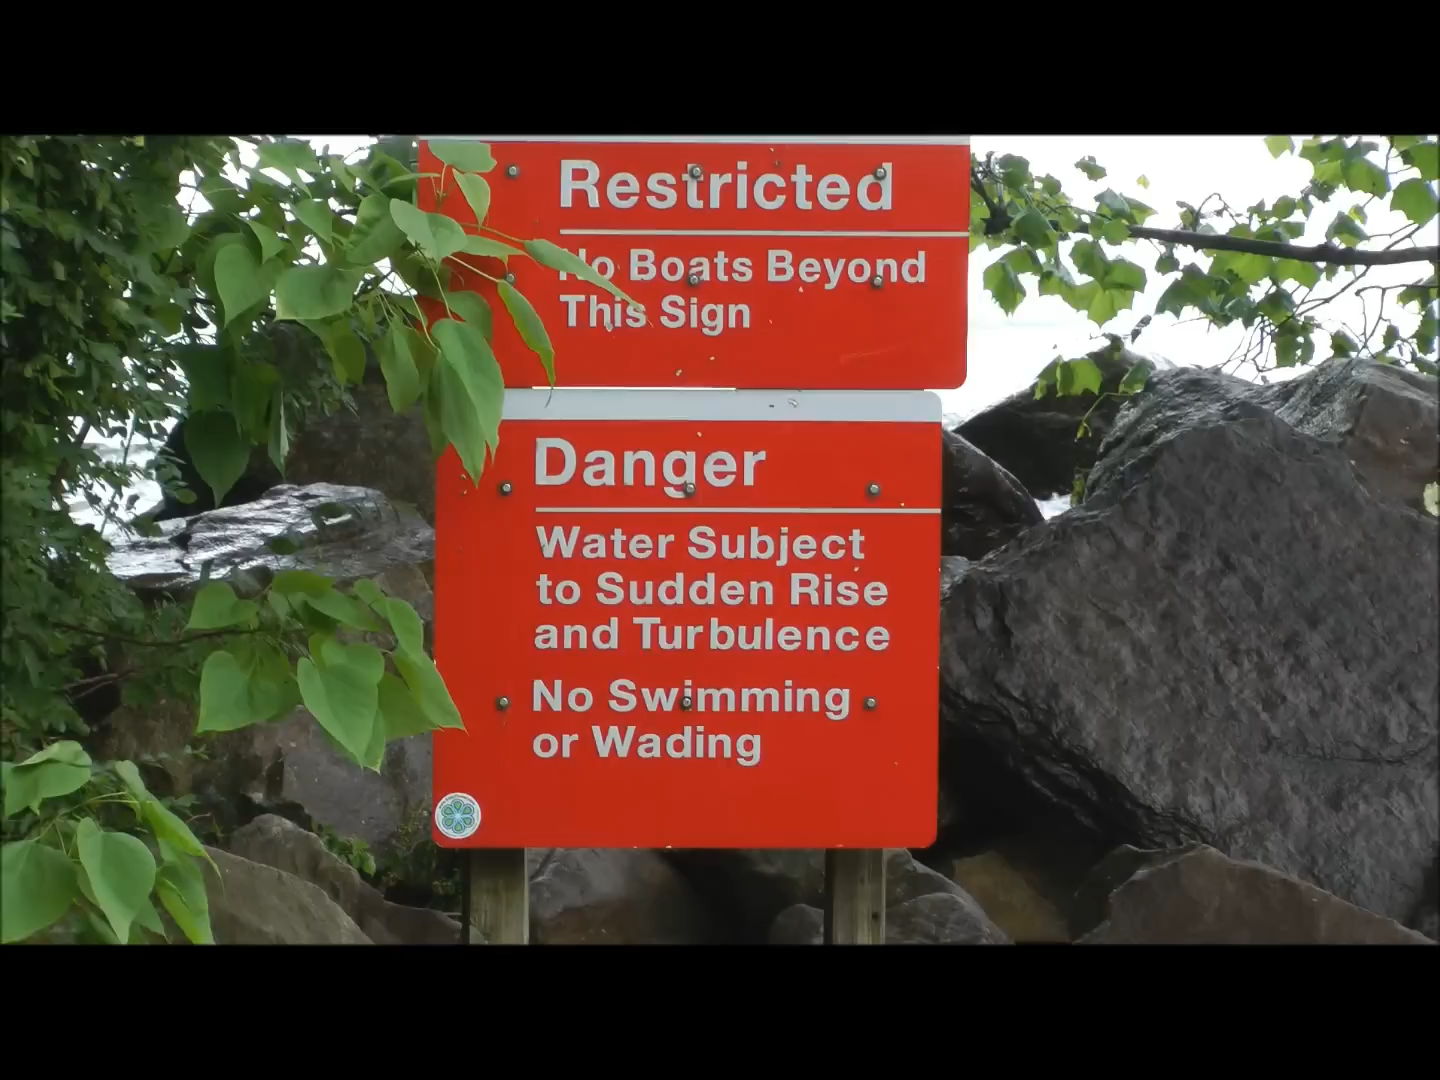 Restricted
No Boats Beyond
This Sign
Danger
Water Subject
to Sudden Rise
and Turbulence
No Swimming
or Wading